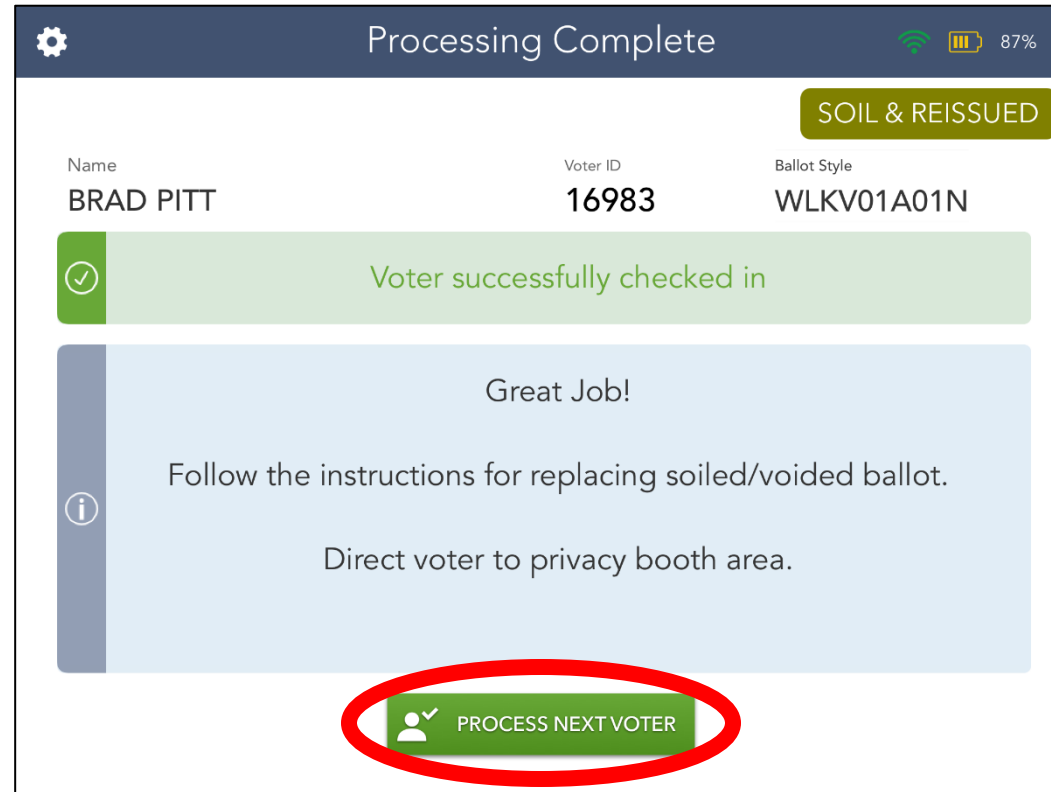 Processing Complete
87%
SOIL & REISSUED
Name
Voter ID
Ballot Style
BRAD PITT
16983
WLKV01A01N
Voter successfully checked in
Great Job!
Follow the instructions for replacing soiled/voided ballot.
Direct voter to privacy booth area.
PROCESS NEXT VOTER